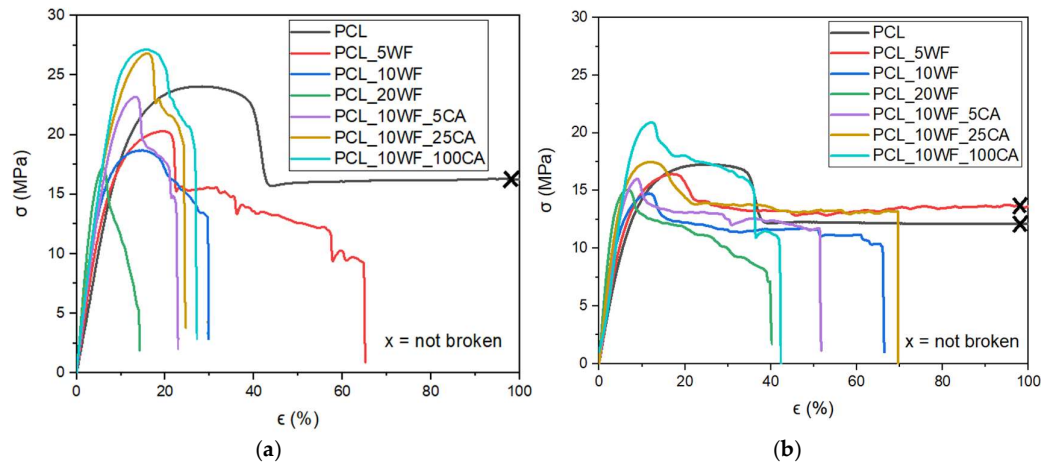 30
25
20
15
10
5
0
σ (MPa)
PCL
PCL_5WF
PCL_10WF
PCL_20WF
PCL_10WF_5CA
PCL_10WF_25CA
PCL_10WF_100CA
x = not broken
0 20 40 60 80 100
ϵ (%)
(a)
30
25
20
15
10
5
0
σ (MPa)
PCL
PCL_5WF
PCL_10WF
PCL_20WF
PCL_10WF_5CA
PCL_10WF_25CA
PCL_10WF_100CA
x = not broken
0 20 40 60 80 100
ϵ (%)
(b)